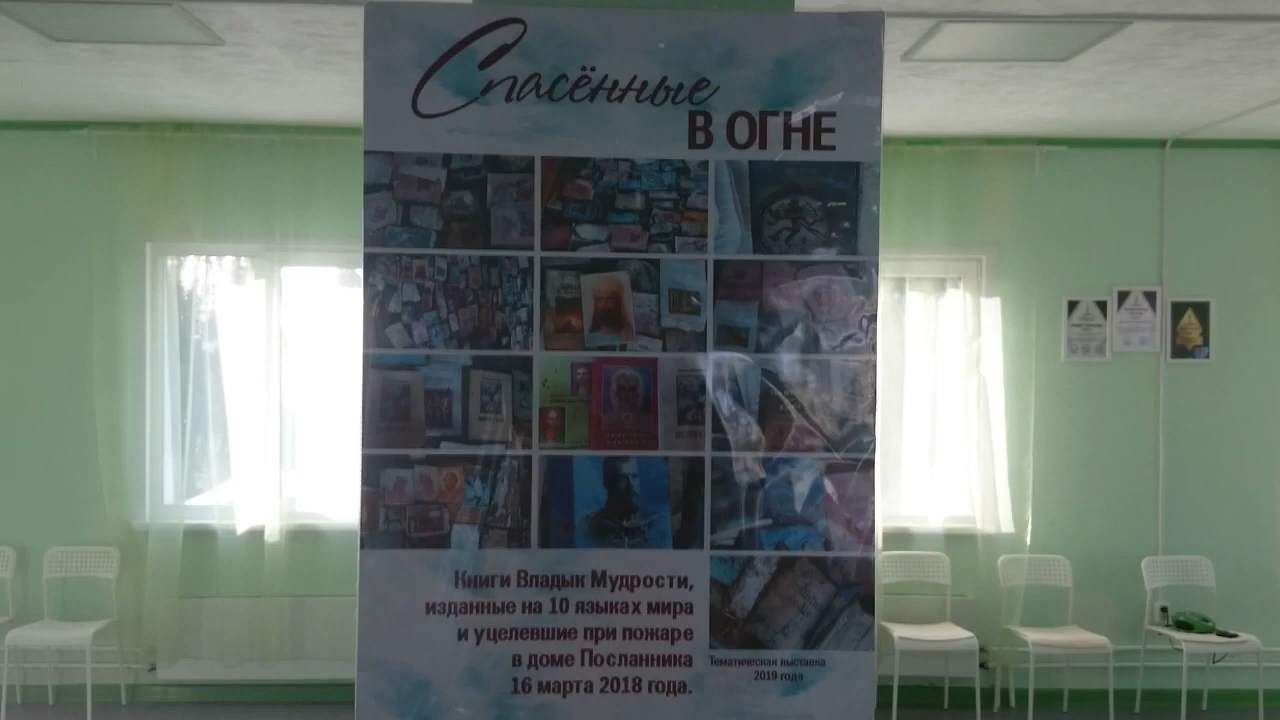 Спасённые
В ОГНЕ
Книги Владык Мудрости,
изданные на 10 языках мира
и уцелевшие при пожаре
в доме Посланника
16 марта 2018 года.
Тематическая выставка
2019 года